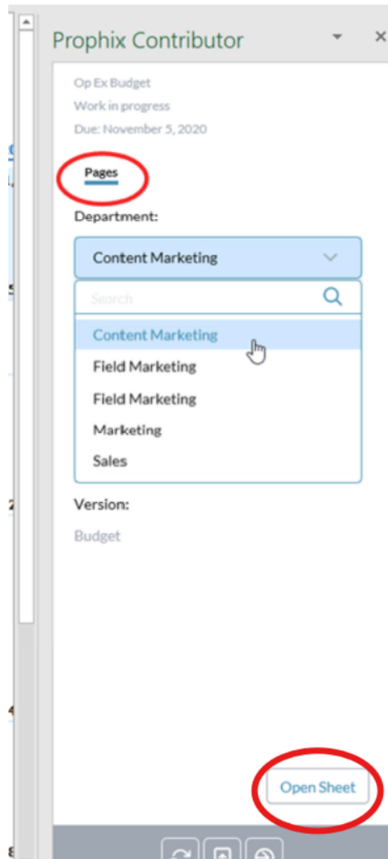 Prophix Contributor
Op Ex Budget
Work in progress
Due: November 5, 2020
Pages
Department:
Content Marketing
Search
Content Marketing
Field Marketing
Field Marketing
Marketing
Sales
Version:
Budget
Open Sheet